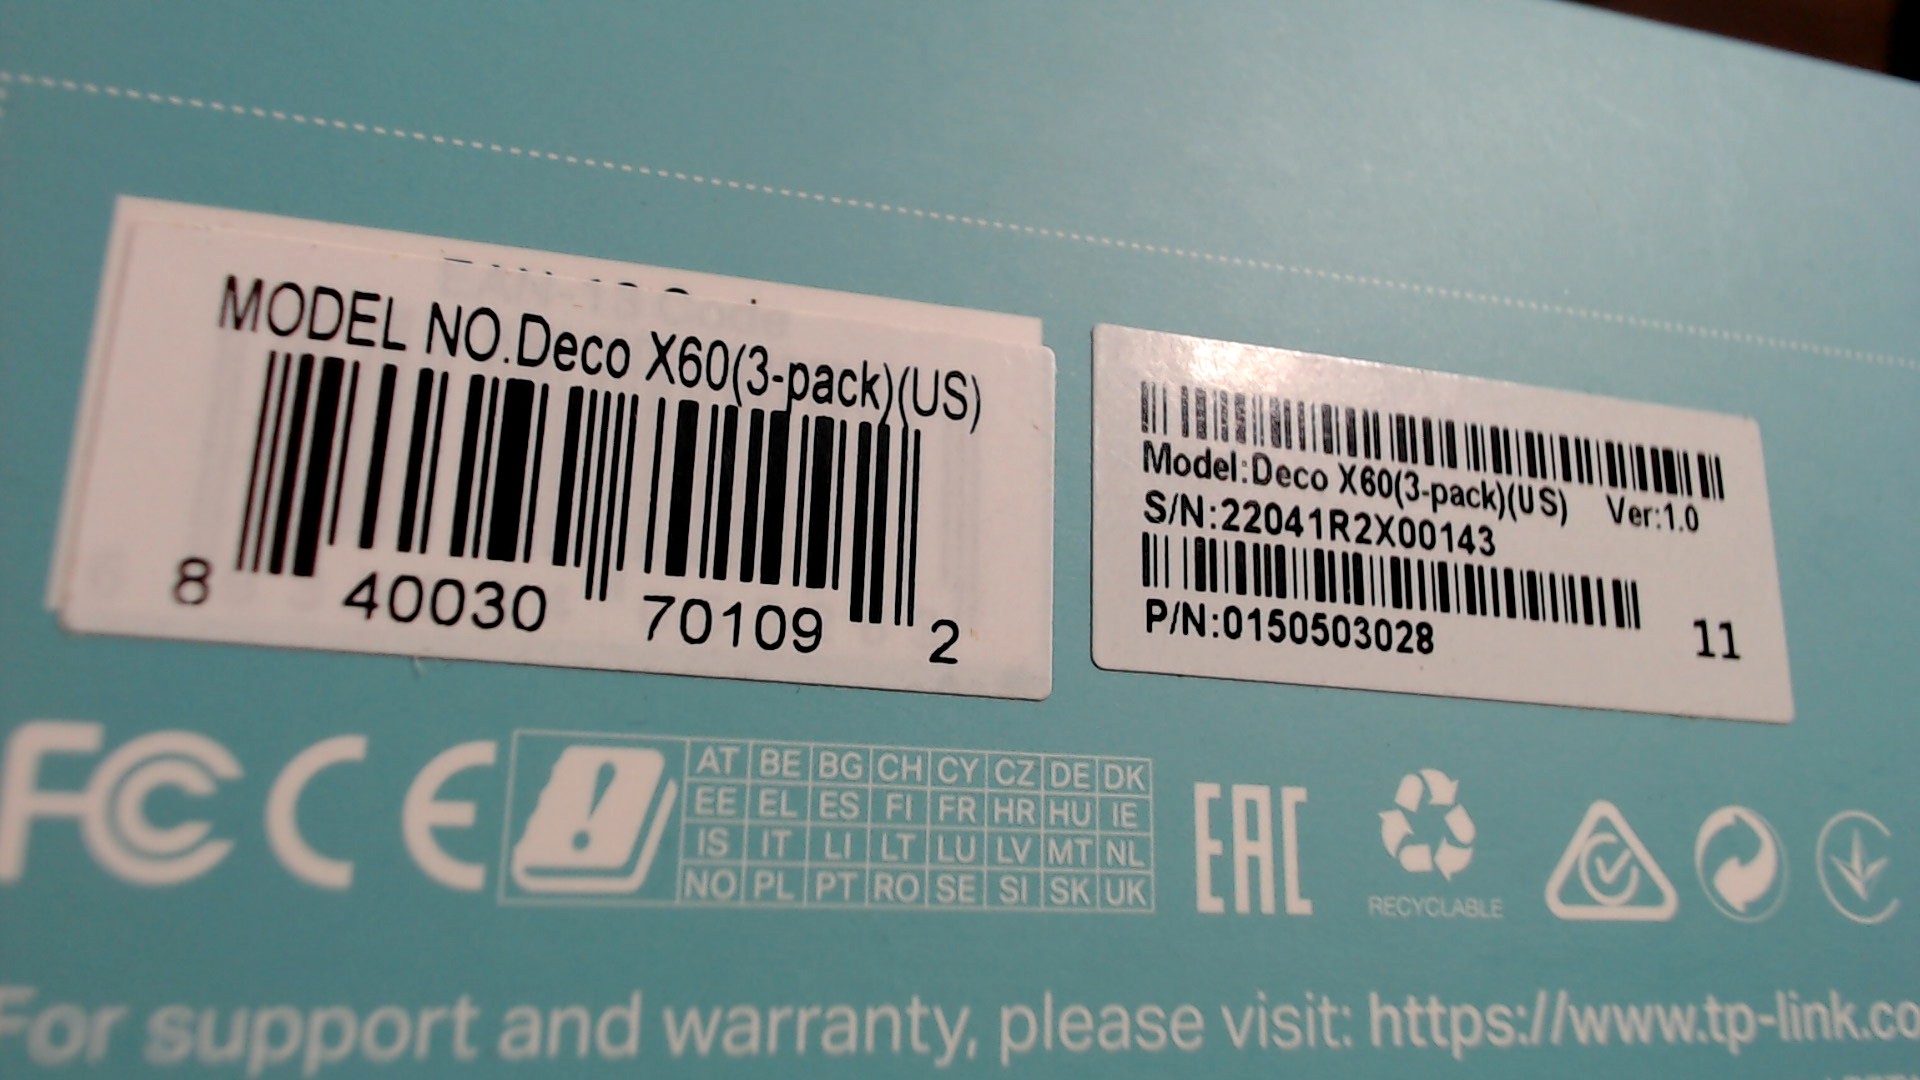 MODEL NO.Deco X60(3-pack)(US)
8 40030 70109 2
Model:Deco X60(3-pack)(US) Ver:1.0
S/N:22041R2X00143
P/N:0150503028
11
FC CE
AT BE BG CH CY CZ DE DK
EE EL ES FI FR HR HU IE
IS IT LI LT LU LV MT NL
NO PL PT RO SE SI SK UK
EAC
RECYCLABLE
For support and warranty, please visit: https://www.tp-link.co